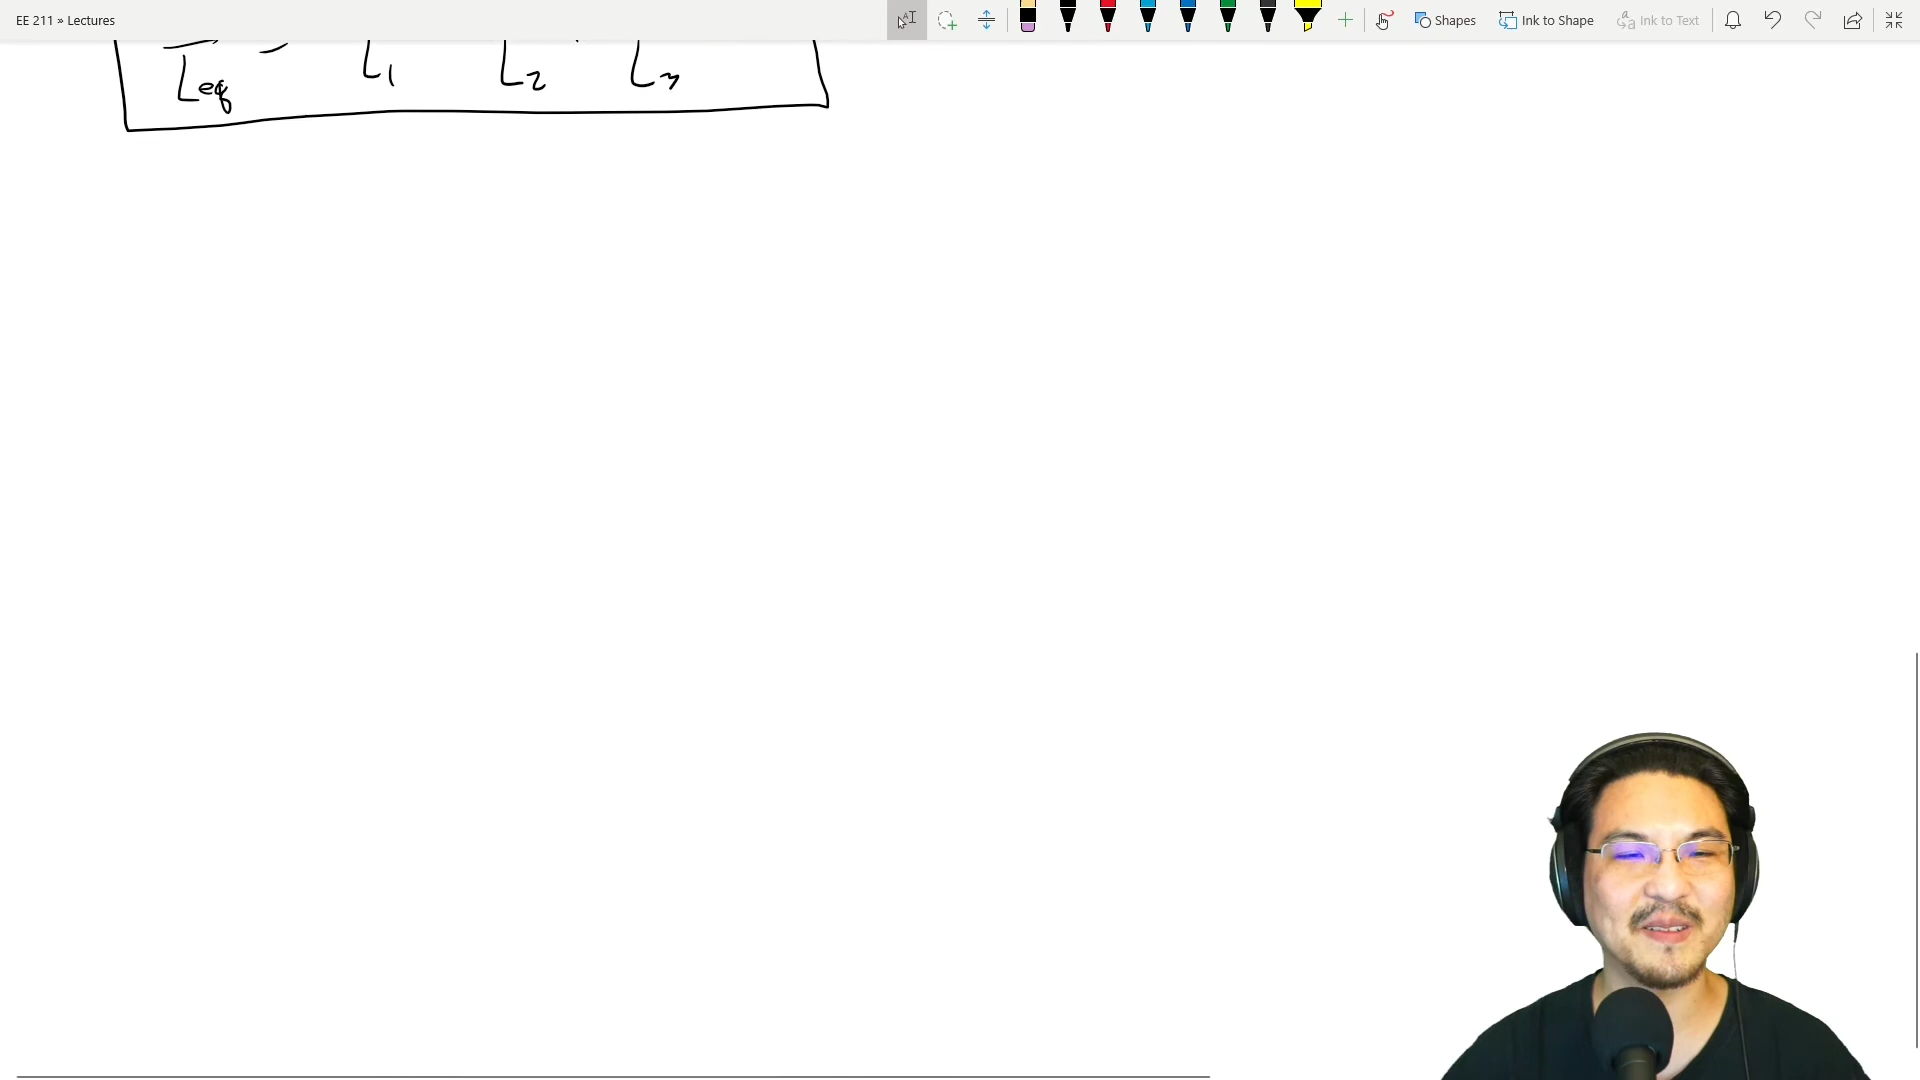 EE 211 » Lectures
Shapes Ink to Shape Ink to Text
Leq = L1 L2 L3